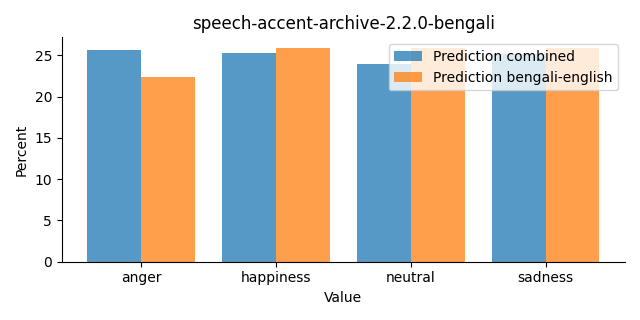 speech-accent-archive-2.2.0-bengali
Prediction combined
Prediction bengali-english
Percent
25
20
15
10
5
0
anger happiness neutral sadness
Value